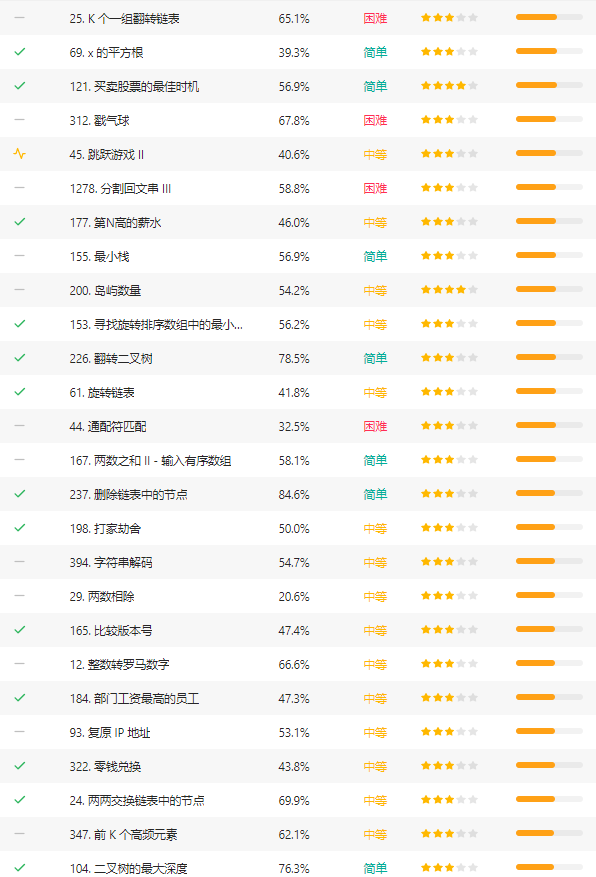 25. K 个一组翻转链表 65.1% 困难
69. x 的平方根 39.3% 简单
121. 买卖股票的最佳时机 56.9% 简单
312. 戳气球 67.8% 困难
45. 跳跃游戏 II 40.6% 中等
1278. 分割回文串 III 58.8% 困难
177. 第N高的薪水 46.0% 中等
155. 最小栈 56.9% 简单
200. 岛屿数量 54.2% 中等
153. 寻找旋转排序数组中的最小... 56.2% 中等
226. 翻转二叉树 78.5% 简单
61. 旋转链表 41.8% 中等
44. 通配符匹配 32.5% 困难
167. 两数之和 II - 输入有序数组 58.1% 简单
237. 删除链表中的节点 84.6% 简单
198. 打家劫舍 50.0% 中等
394. 字符串解码 54.7% 中等
29. 两数相除 20.6% 中等
165. 比较版本号 47.4% 中等
12. 整数转罗马数字 66.6% 中等
184. 部门工资最高的员工 47.3% 中等
93. 复原 IP 地址 53.1% 中等
322. 零钱兑换 43.8% 中等
24. 两两交换链表中的节点 69.9% 中等
347. 前 K 个高频元素 62.1% 中等
104. 二叉树的最大深度 76.3% 简单